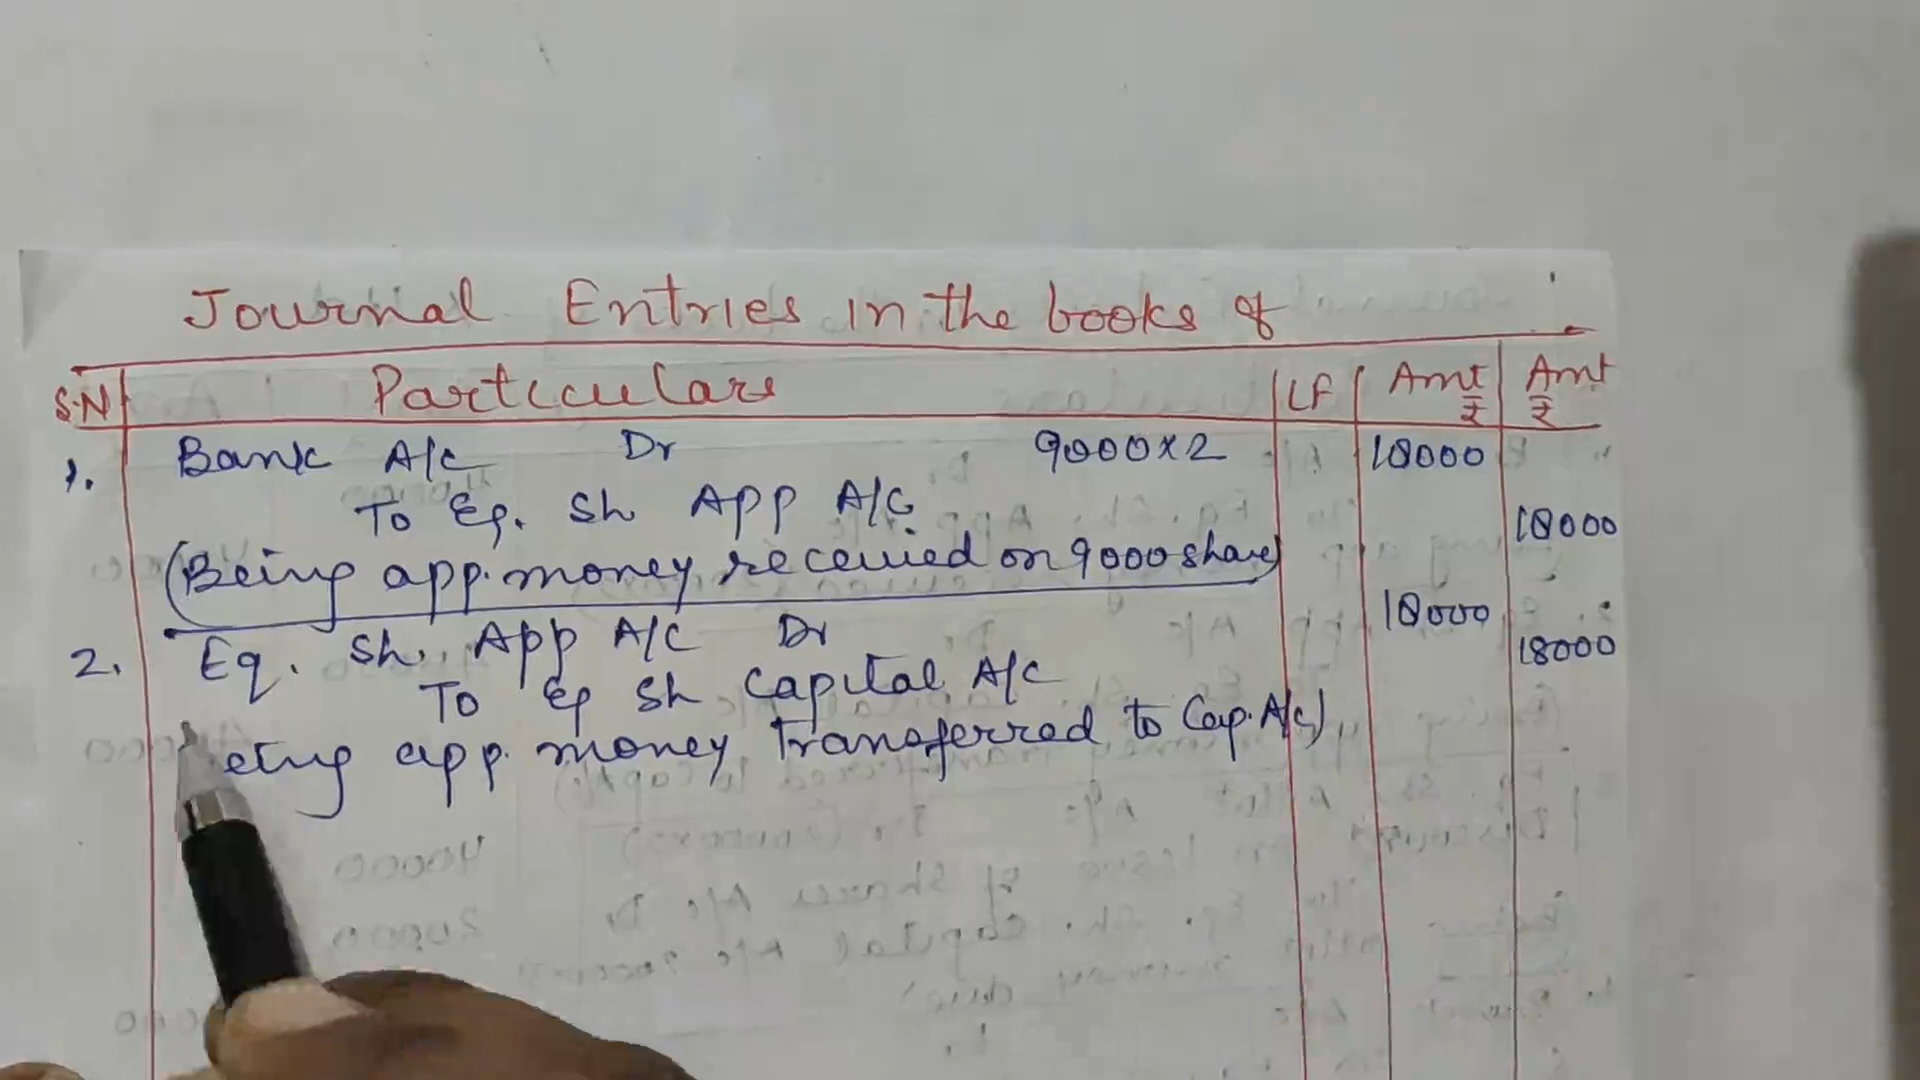 Journal Entries in the books of
S.N Particulars LF Amt ₹ Amt ₹
1. Bank A/c Dr 9000x2 18000
To Eq. Sh App A/C 18000
(Being app. money received on 9000 share)
2. Eq. Sh. App A/C Dr 18000
To Eq Sh Capital A/c 18000
eing app. money transferred to Cap. A/c)